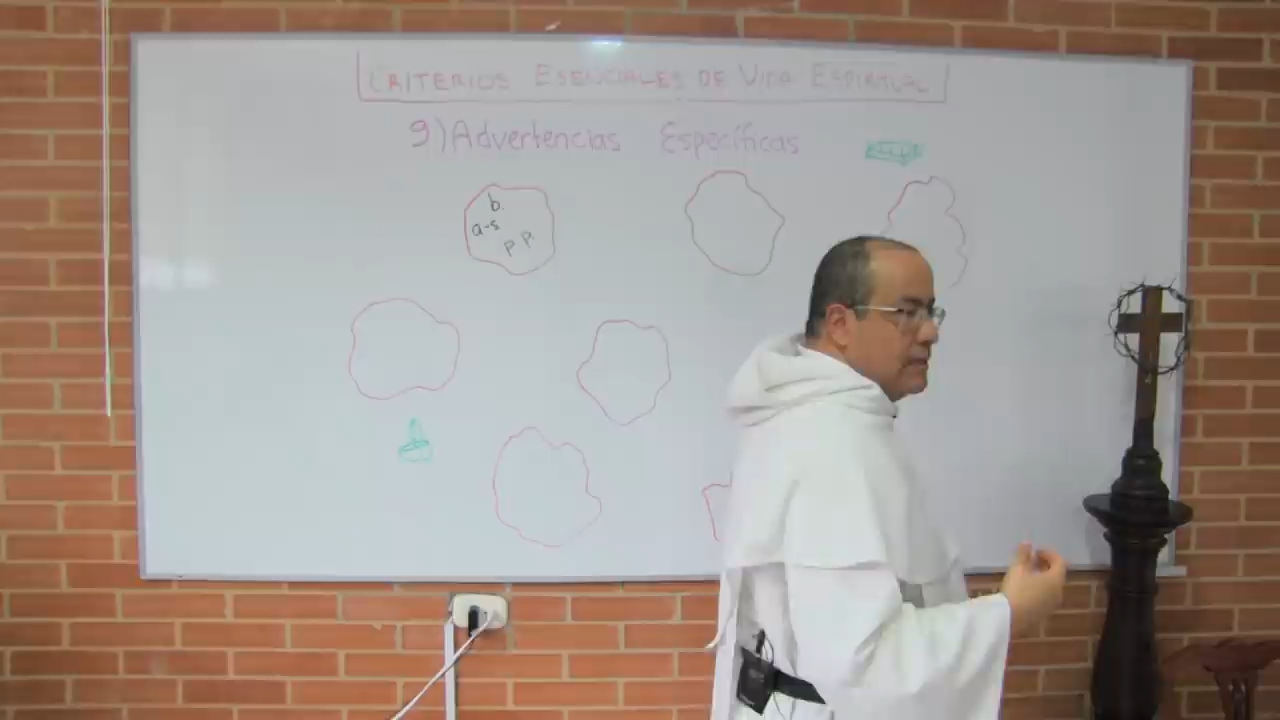 CRITERIOS ESENCIALES DE VIDA ESPIRITUAL
9) Advertencias Específicas
b.
a-s
p p.